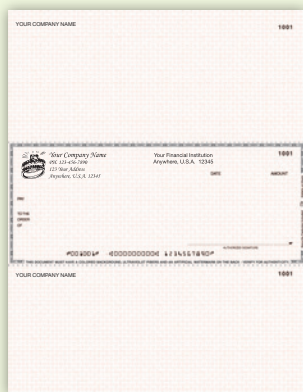 YOUR COMPANY NAME 1001
Your Company Name Your Financial Institution 1001
PH. 123-456-7890 Anywhere, U.S.A. 12345
123 Your Address DATE AMOUNT
Anywhere, U.S.A. 12345
PAY
TO THE
ORDER
OF
AUTHORIZED SIGNATURE
YOUR COMPANY NAME 1001